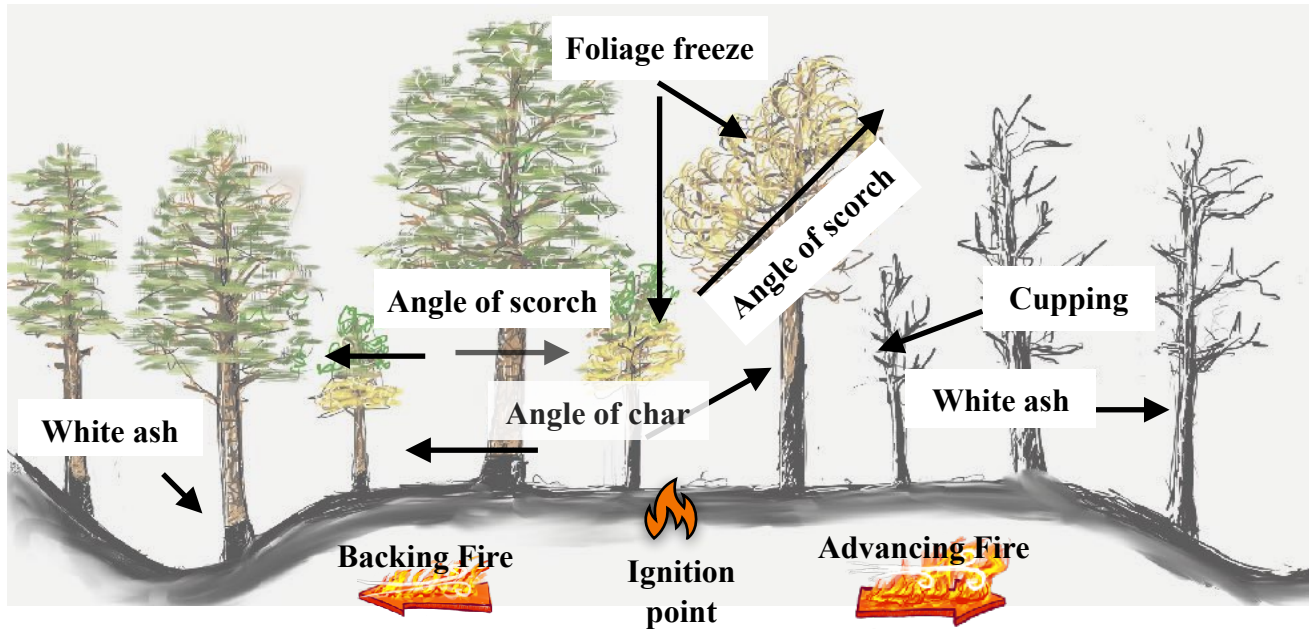 Foliage freeze
Angle of scorch
Angle of scorch
Cupping
Angle of char
White ash
White ash
Backing Fire
Ignition
point
Advancing Fire